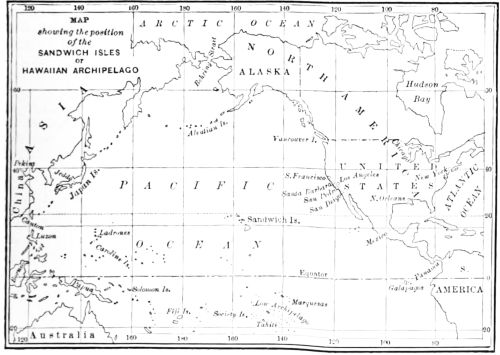 MAP
showing the position
of the
SANDWICH ISLES
or
HAWAIIAN ARCHIPELAGO
120 140 160 180 160 140 120 100 80
ARCTIC OCEAN
Behring Strait
NORTH AMERICA
ALASKA
Hudson
Bay
ASIA
60 60
Aleutian Is.
Vancouver I.
Chicago
Peking
40
Jeddo
Japan Is.
China
PACIFIC
OCEAN
S. Francisco
Santa Barbara
San Pedro
San Diego
Los Angeles
UNITED
STATES
New York
N. Orleans
ATLANTIC
OCEAN
Sandwich Is.
Mexico
Canton
Luzon
Ladrones
Caroline Is.
Equator
Panama
Galapagos
S
AMERICA
Papua
Solomon Is.
Fiji Is.
Society Is.
Tahiti
Low Archipelago
Marquesas
Australia
20 20
120 140 160 180 160 140 120 100 80